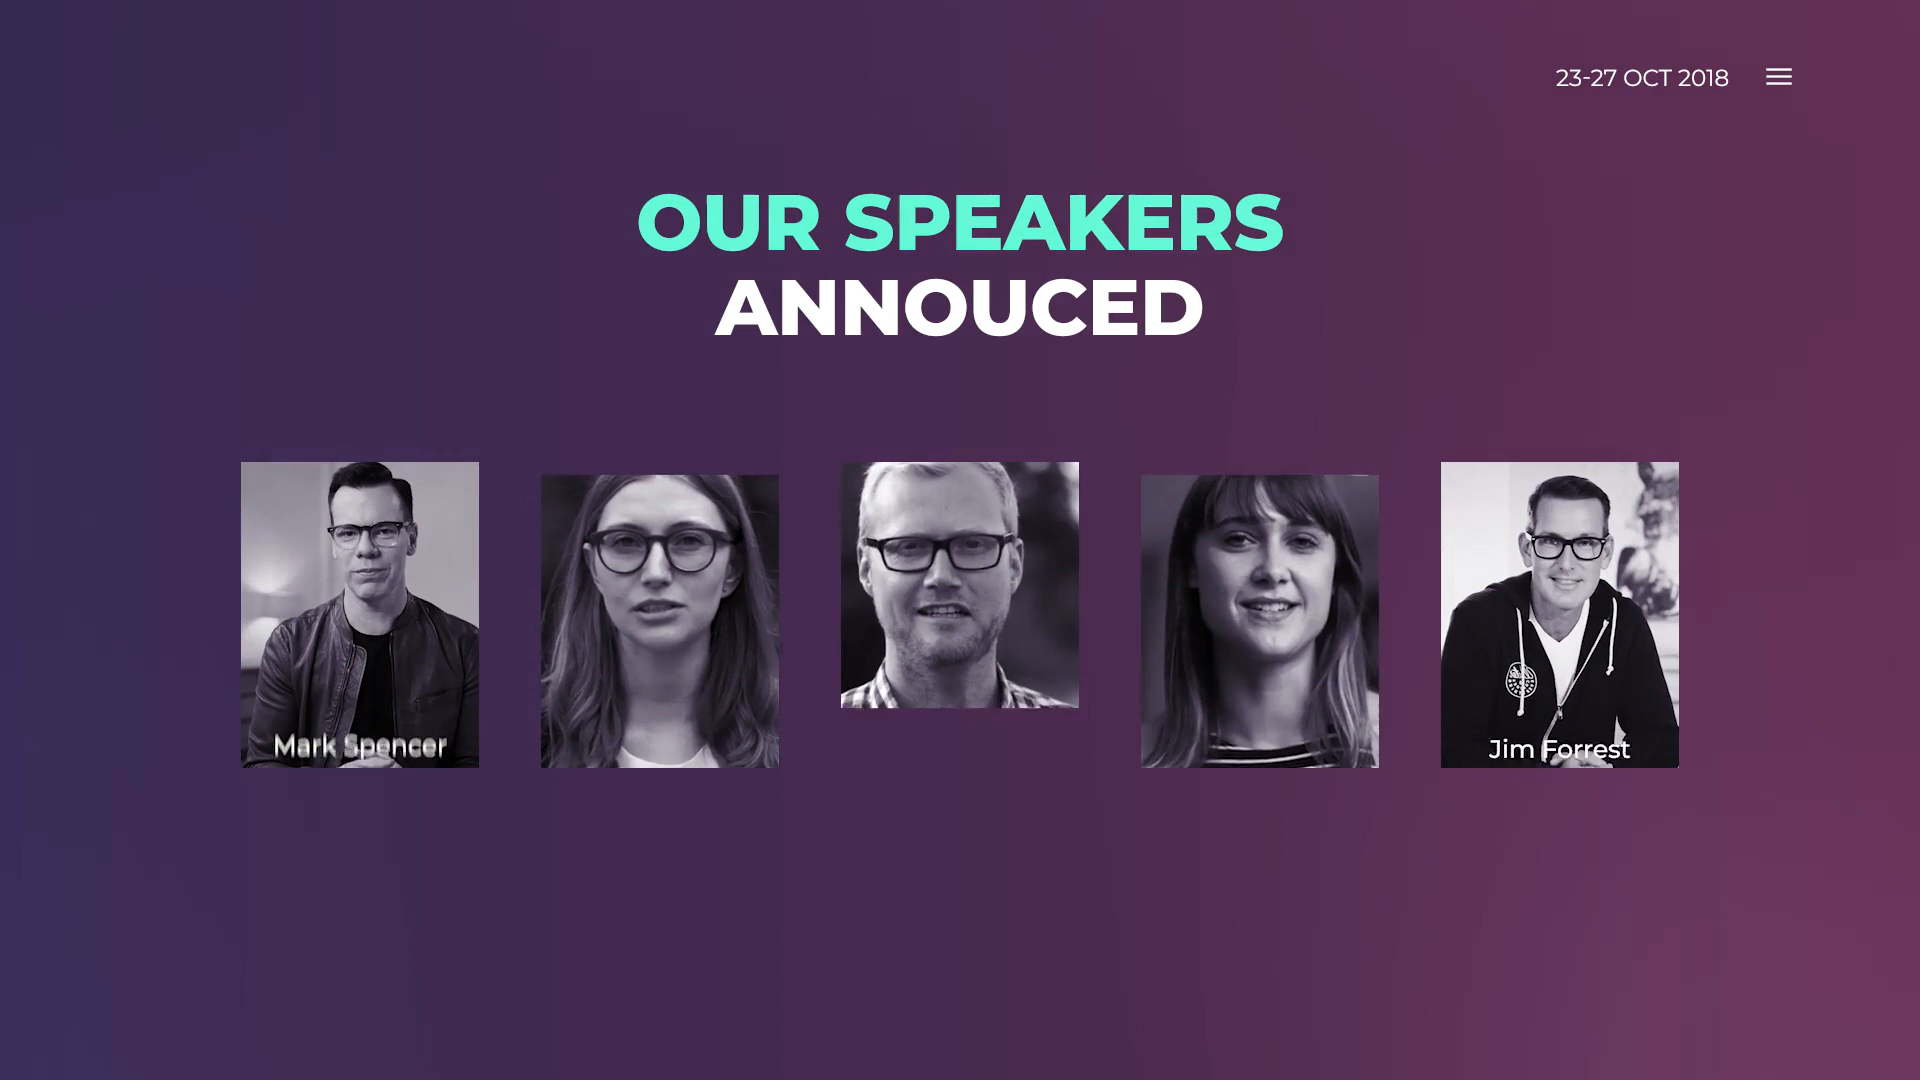 23-27 OCT 2018
OUR SPEAKERS
ANNOUCED
Mark Spencer
Jim Forrest